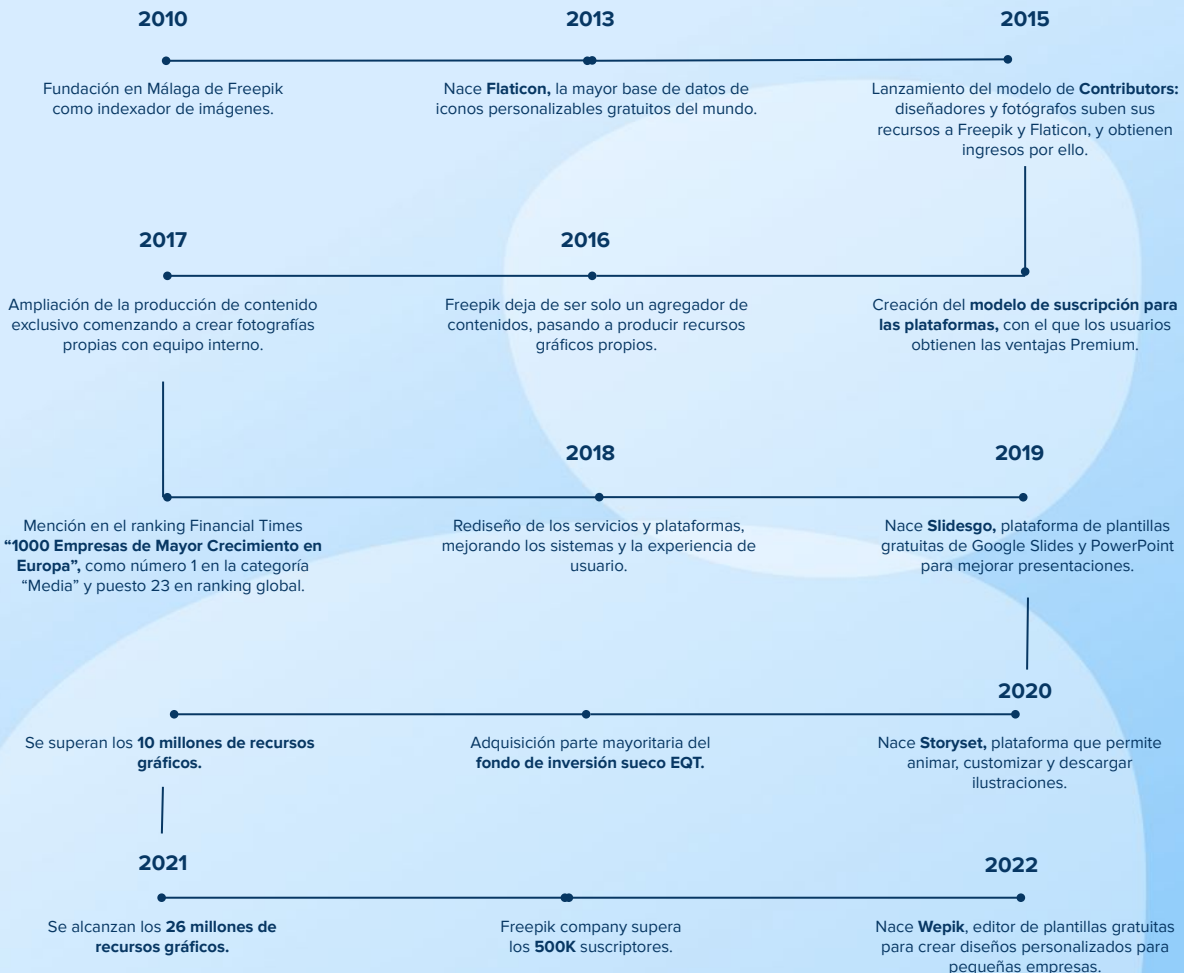 2010
Fundación en Málaga de Freepik
como indexador de imágenes.
2013
Nace Flaticon, la mayor base de datos de
iconos personalizables gratuitos del mundo.
2015
Lanzamiento del modelo de Contributors:
diseñadores y fotógrafos suben sus
recursos a Freepik y Flaticon, y obtienen
ingresos por ello.
Creación del modelo de suscripción para
las plataformas, con el que los usuarios
obtienen las ventajas Premium.
2016
Freepik deja de ser solo un agregador de
contenidos, pasando a producir recursos
gráficos propios.
2017
Ampliación de la producción de contenido
exclusivo comenzando a crear fotografías
propias con equipo interno.
Mención en el ranking Financial Times
“1000 Empresas de Mayor Crecimiento en
Europa”, como número 1 en la categoría
“Media” y puesto 23 en ranking global.
2018
Rediseño de los servicios y plataformas,
mejorando los sistemas y la experiencia de
usuario.
2019
Nace Slidesgo, plataforma de plantillas
gratuitas de Google Slides y PowerPoint
para mejorar presentaciones.
2020
Nace Storyset, plataforma que permite
animar, customizar y descargar
ilustraciones.
Adquisición parte mayoritaria del
fondo de inversión sueco EQT.
Se superan los 10 millones de recursos
gráficos.
2021
Se alcanzan los 26 millones de
recursos gráficos.
Freepik company supera
los 500K suscriptores.
2022
Nace Wepik, editor de plantillas gratuitas
para crear diseños personalizados para
pequeñas empresas.